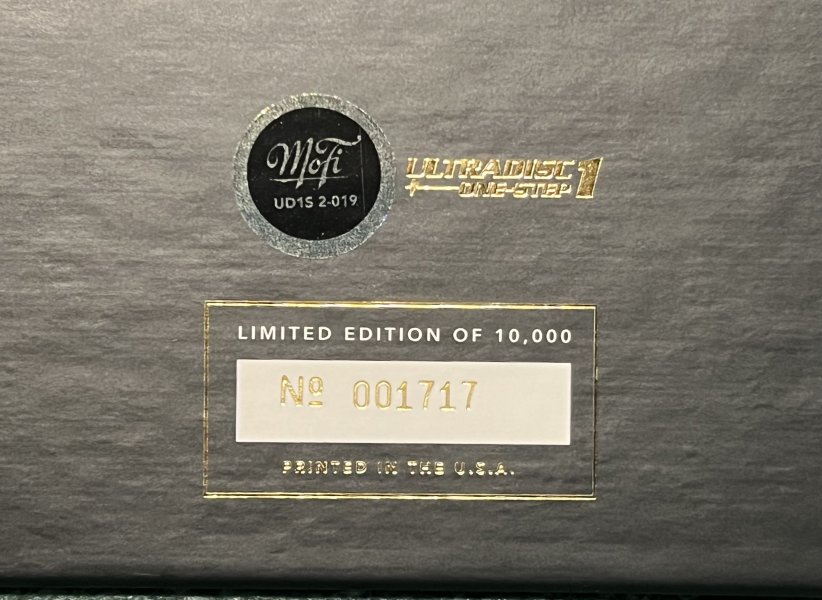 MoFi
UD1S 2-019
ULTRADISC
ONE-STEP 1
LIMITED EDITION OF 10,000
Nº 001717
PRINTED IN THE U.S.A.